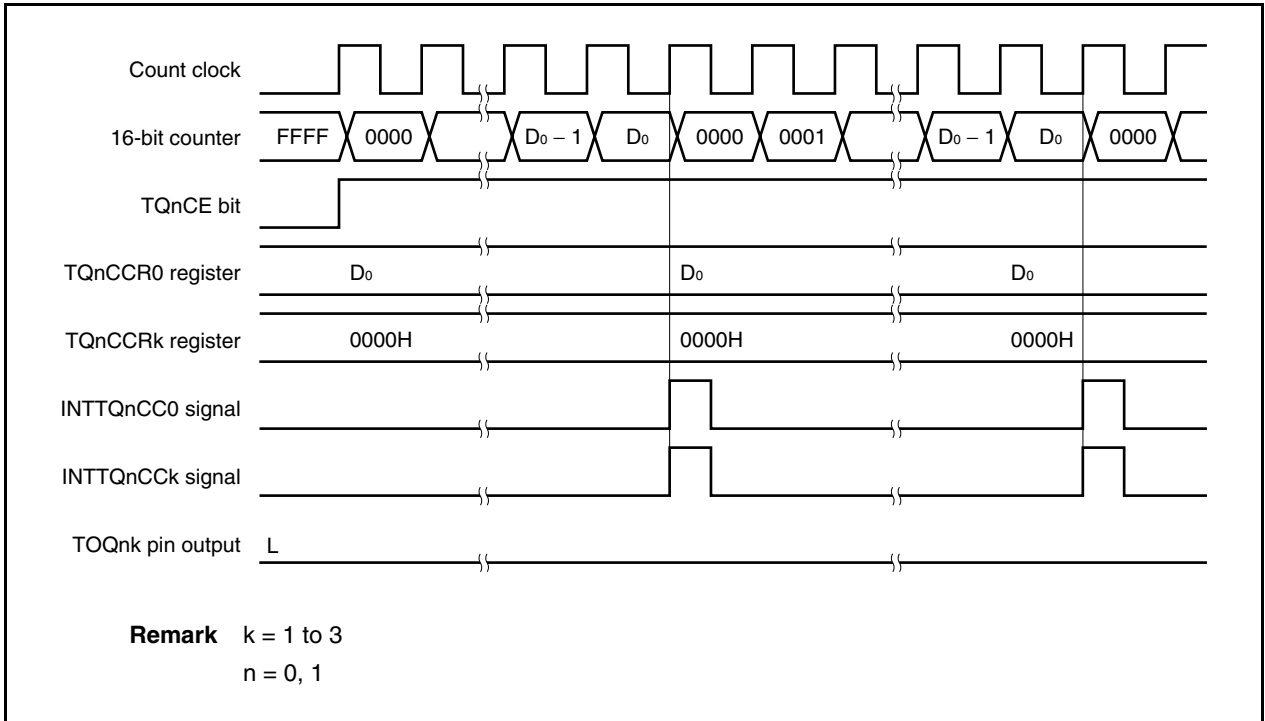 Count clock
16-bit counter FFFF 0000 D0 − 1 D0 0000 0001 D0 − 1 D0 0000
TQnCE bit
TQnCCR0 register D0 D0 D0
TQnCCRk register 0000H 0000H 0000H
INTTQnCC0 signal
INTTQnCCk signal
TOQnk pin output L
Remark k = 1 to 3
n = 0, 1